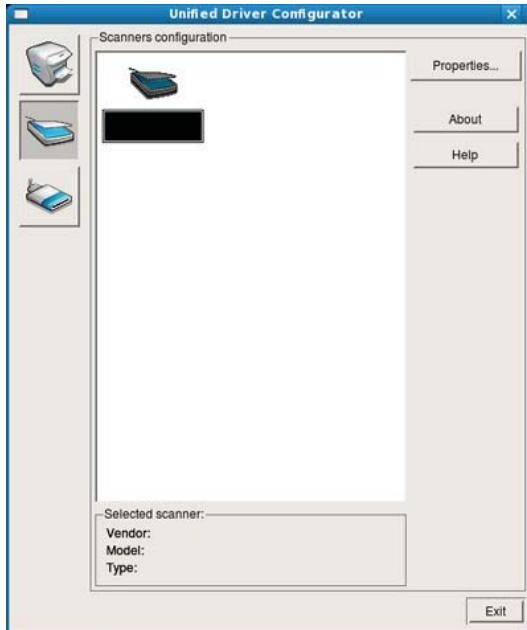 Unified Driver Configurator
Scanners configuration
Properties...
About
Help
Selected scanner:
Vendor:
Model:
Type:
Exit